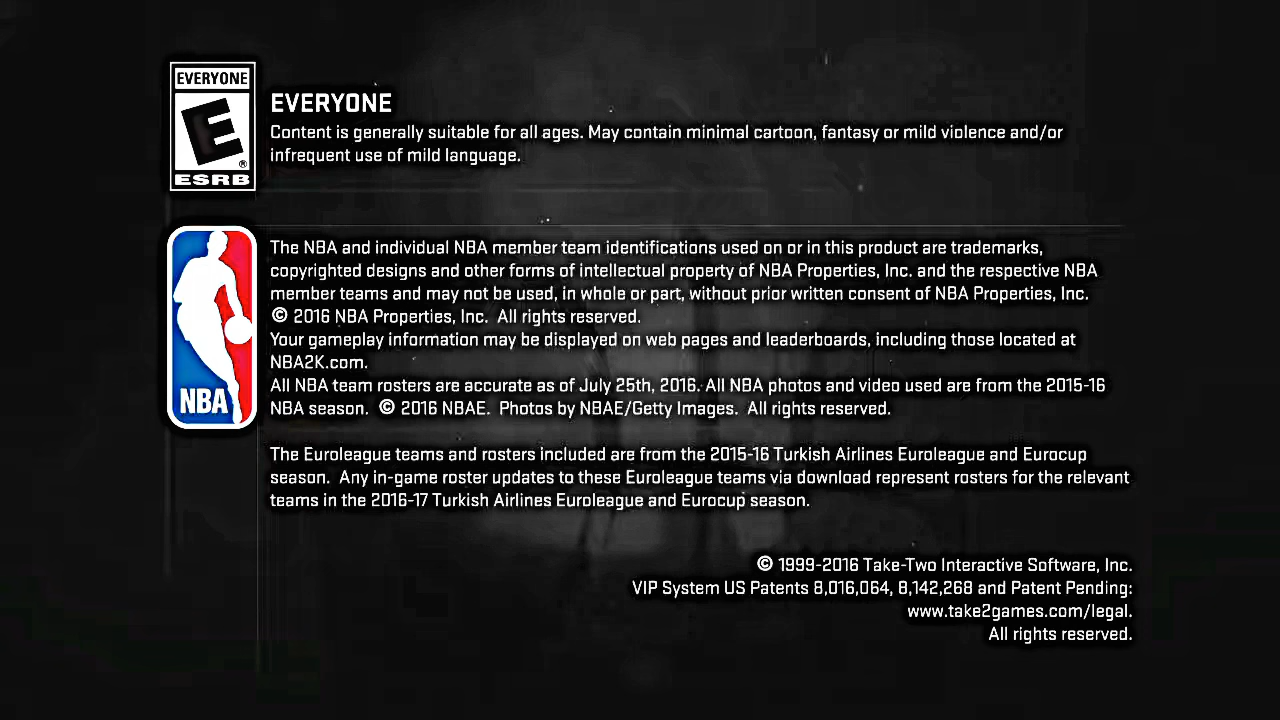 EVERYONE
E
®
ESRB
EVERYONE
Content is generally suitable for all ages. May contain minimal cartoon, fantasy or mild violence and/or
infrequent use of mild language.
NBA
The NBA and individual NBA member team identifications used on or in this product are trademarks,
copyrighted designs and other forms of intellectual property of NBA Properties, Inc. and the respective NBA
member teams and may not be used, in whole or part, without prior written consent of NBA Properties, Inc.
© 2016 NBA Properties, Inc. All rights reserved.
Your gameplay information may be displayed on web pages and leaderboards, including those located at
NBA2K.com.
All NBA team rosters are accurate as of July 25th, 2016. All NBA photos and video used are from the 2015-16
NBA season. © 2016 NBAE. Photos by NBAE/Getty Images. All rights reserved.
The Euroleague teams and rosters included are from the 2015-16 Turkish Airlines Euroleague and Eurocup
season. Any in-game roster updates to these Euroleague teams via download represent rosters for the relevant
teams in the 2016-17 Turkish Airlines Euroleague and Eurocup season.
© 1999-2016 Take-Two Interactive Software, Inc.
VIP System US Patents 8,016,064, 8,142,268 and Patent Pending:
www.take2games.com/legal.
All rights reserved.